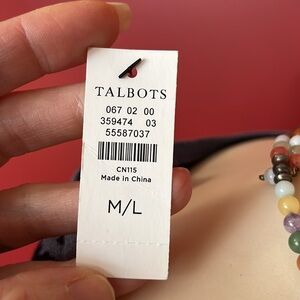 TALBOTS
067 02 00
359474 03
55587037
CN115
Made in China
M/L